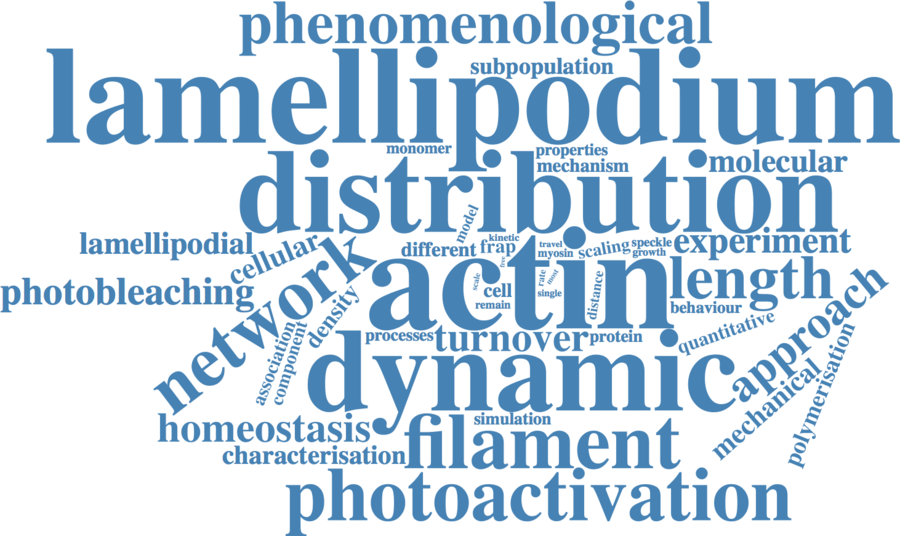 phenomenological
lamellipodium
subpopulation
monomer
properties
mechanism
molecular
distribution
model
lamellipodial
cellular
different
frap
kinetic
free
travel
myosin
scaling
speckle
growth
experiment
photobleaching
network
density
actin
scale
cell
remain
rate
most
single
distance
length
behaviour
approach
association
component
processes
turnover
protein
quantitative
dynamic
mechanical
polymerisation
homeostasis
simulation
characterisation
filament
photoactivation